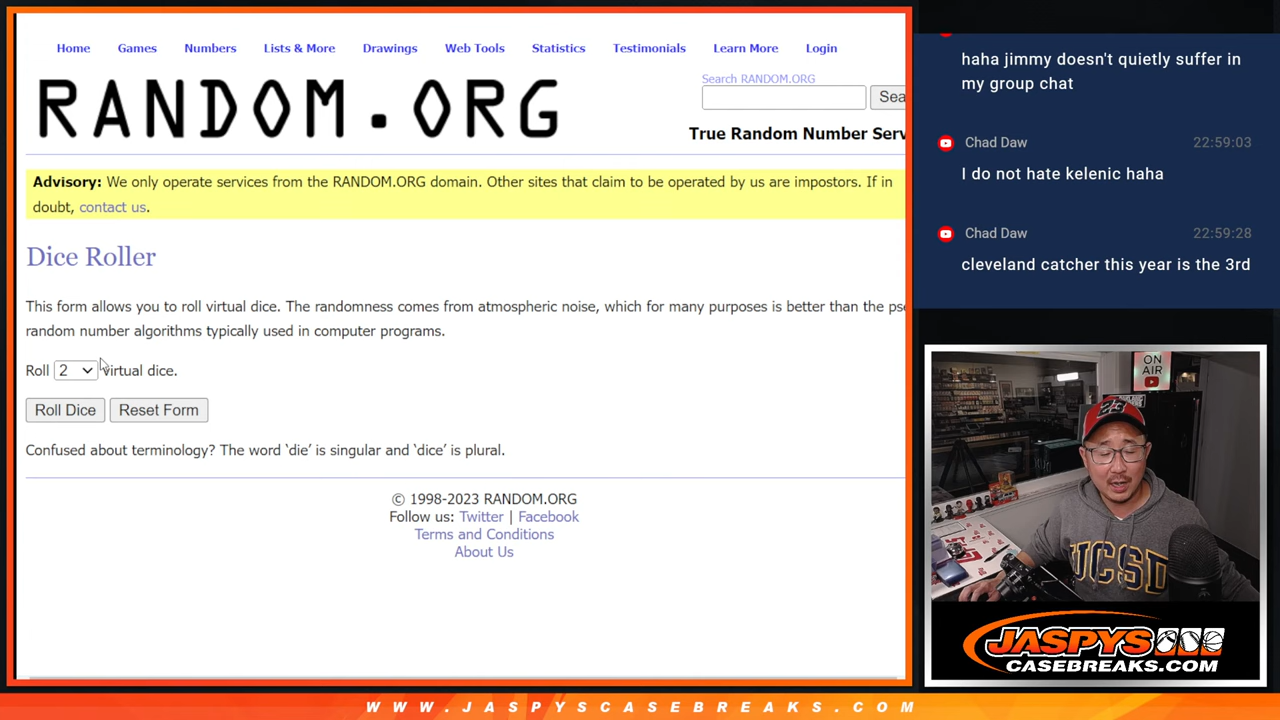 Home Games Numbers Lists & More Drawings Web Tools Statistics Testimonials Learn More Login
RANDOM.ORG
Search RANDOM.ORG
Sea
True Random Number Serv
Advisory: We only operate services from the RANDOM.ORG domain. Other sites that claim to be operated by us are impostors. If in
doubt, contact us.
Dice Roller
This form allows you to roll virtual dice. The randomness comes from atmospheric noise, which for many purposes is better than the pse
random number algorithms typically used in computer programs.
Roll 2 virtual dice.
Roll Dice Reset Form
Confused about terminology? The word ‘die’ is singular and ‘dice’ is plural.
© 1998-2023 RANDOM.ORG
Follow us: Twitter | Facebook
Terms and Conditions
About Us
haha jimmy doesn't quietly suffer in
my group chat
Chad Daw 22:59:03
I do not hate kelenic haha
Chad Daw 22:59:28
cleveland catcher this year is the 3rd
ON
AIR
UCSD
JASPYS
CASEBREAKS.COM
WWW.JASPYSCASEBREAKS.COM